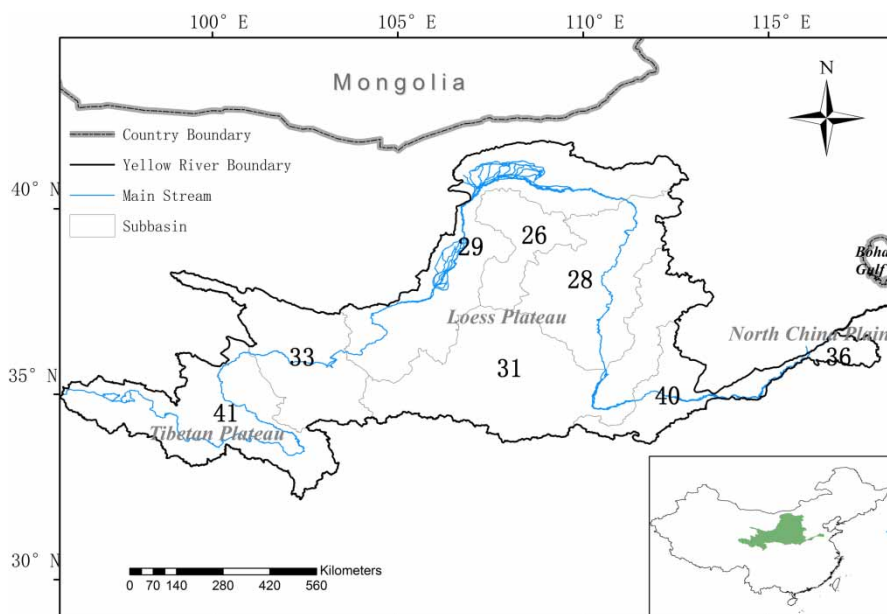 100° E 105° E 110° E 115° E
Mongolia
N
Country Boundary
Yellow River Boundary
Main Stream
Subbasin
40° N
35° N
30° N
26
29
28
Boha
Gulf
Loess Plateau
North China Plain
33
31
36
40
41
Tibetan Plateau
Kilometers
0 70 140 280 420 560